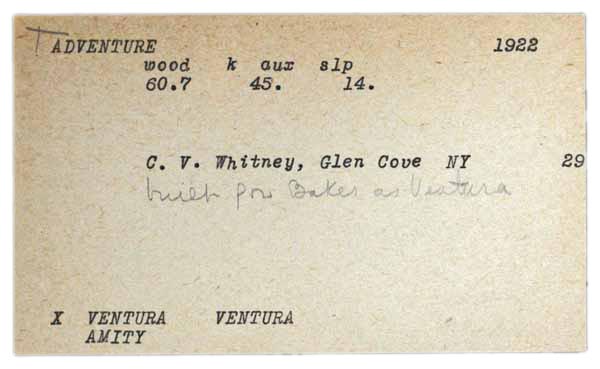 T ADVENTURE 1922
wood k aux slp
60.7 45. 14.
C. V. Whitney, Glen Cove NY 29
built for Baker as Ventura
X VENTURA VENTURA
AMITY